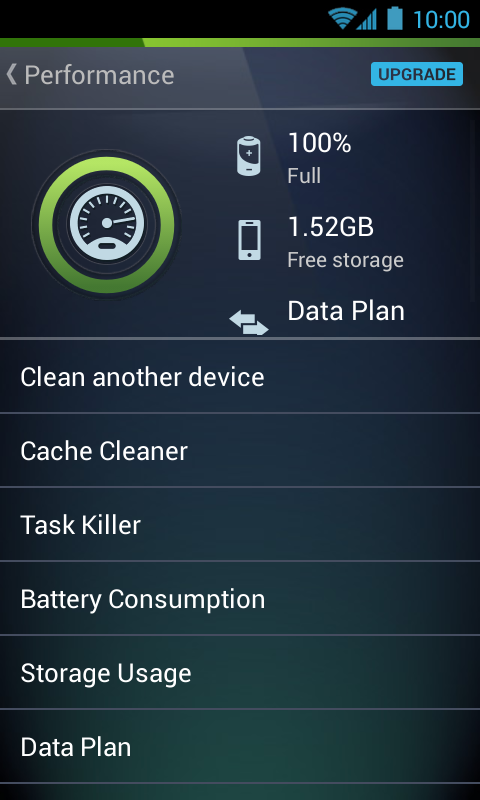 10:00
Performance
UPGRADE
100%
Full
1.52GB
Free storage
Data Plan
Clean another device
Cache Cleaner
Task Killer
Battery Consumption
Storage Usage
Data Plan